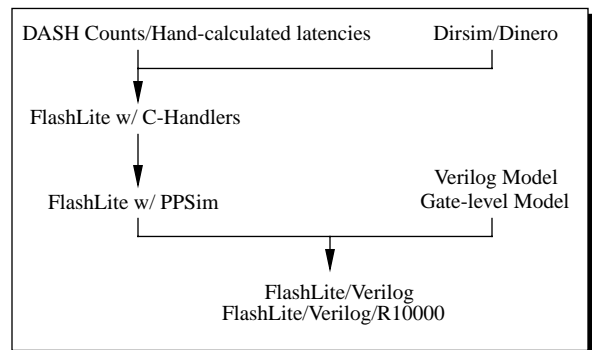 DASH Counts/Hand-calculated latencies
Dirsim/Dinero
FlashLite w/ C-Handlers
FlashLite w/ PPSim
Verilog Model
Gate-level Model
FlashLite/Verilog
FlashLite/Verilog/R10000